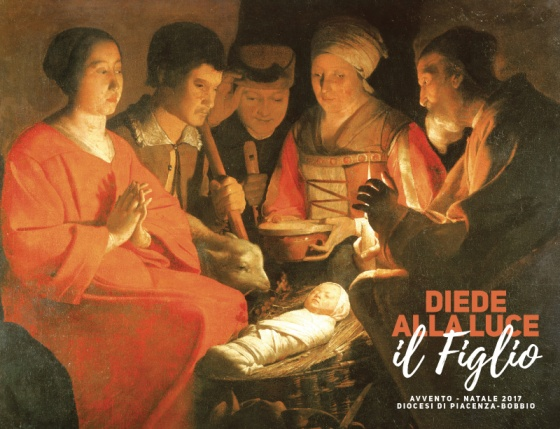 DIEDE
ALLA LUCE
il Figlio
AVVENTO - NATALE 2017
DIOCESI DI PIACENZA-BOBBIO